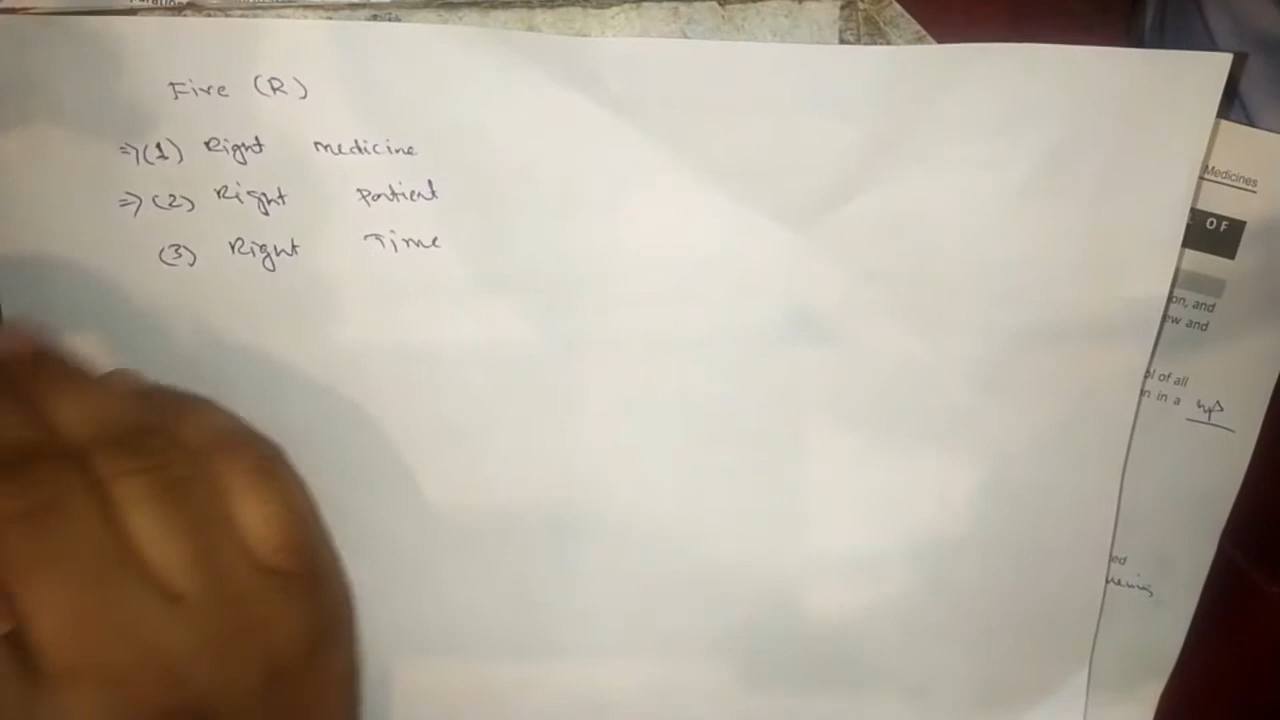 Five (R)
⇒(1) Right medicine
⇒(2) Right patient
(3) Right Time
Medicines
OF
on, and
ew and
ol of all
n in a
ed